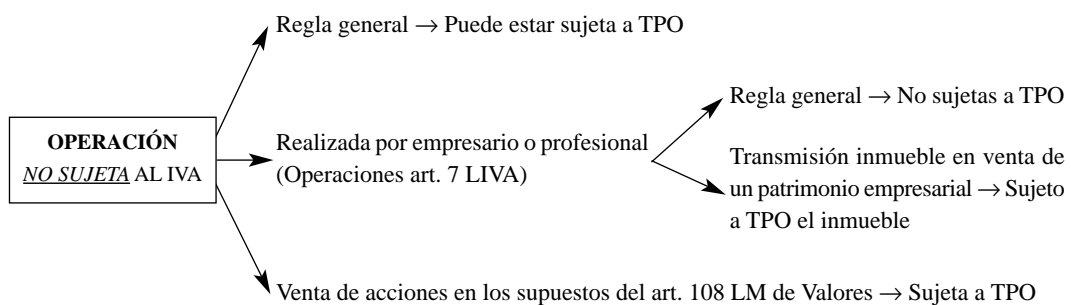 Regla general → Puede estar sujeta a TPO
OPERACIÓN
NO SUJETA AL IVA
Realizada por empresario o profesional
(Operaciones art. 7 LIVA)
Regla general → No sujetas a TPO
Transmisión inmueble en venta de
un patrimonio empresarial → Sujeto
a TPO el inmueble
Venta de acciones en los supuestos del art. 108 LM de Valores → Sujeta a TPO